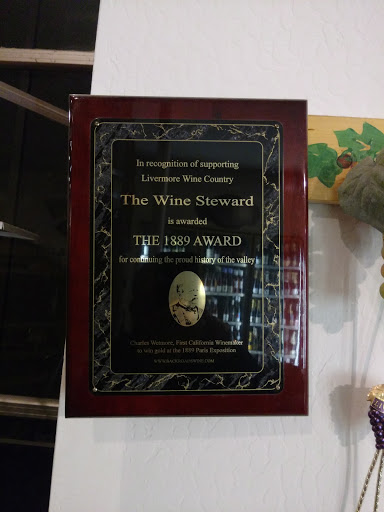 In recognition of supporting
Livermore Wine Country
The Wine Steward
is awarded
THE 1889 AWARD
for continuing the proud history of the valley
Charles Wetmore, First California Winemaker
to win gold at the 1889 Paris Exposition